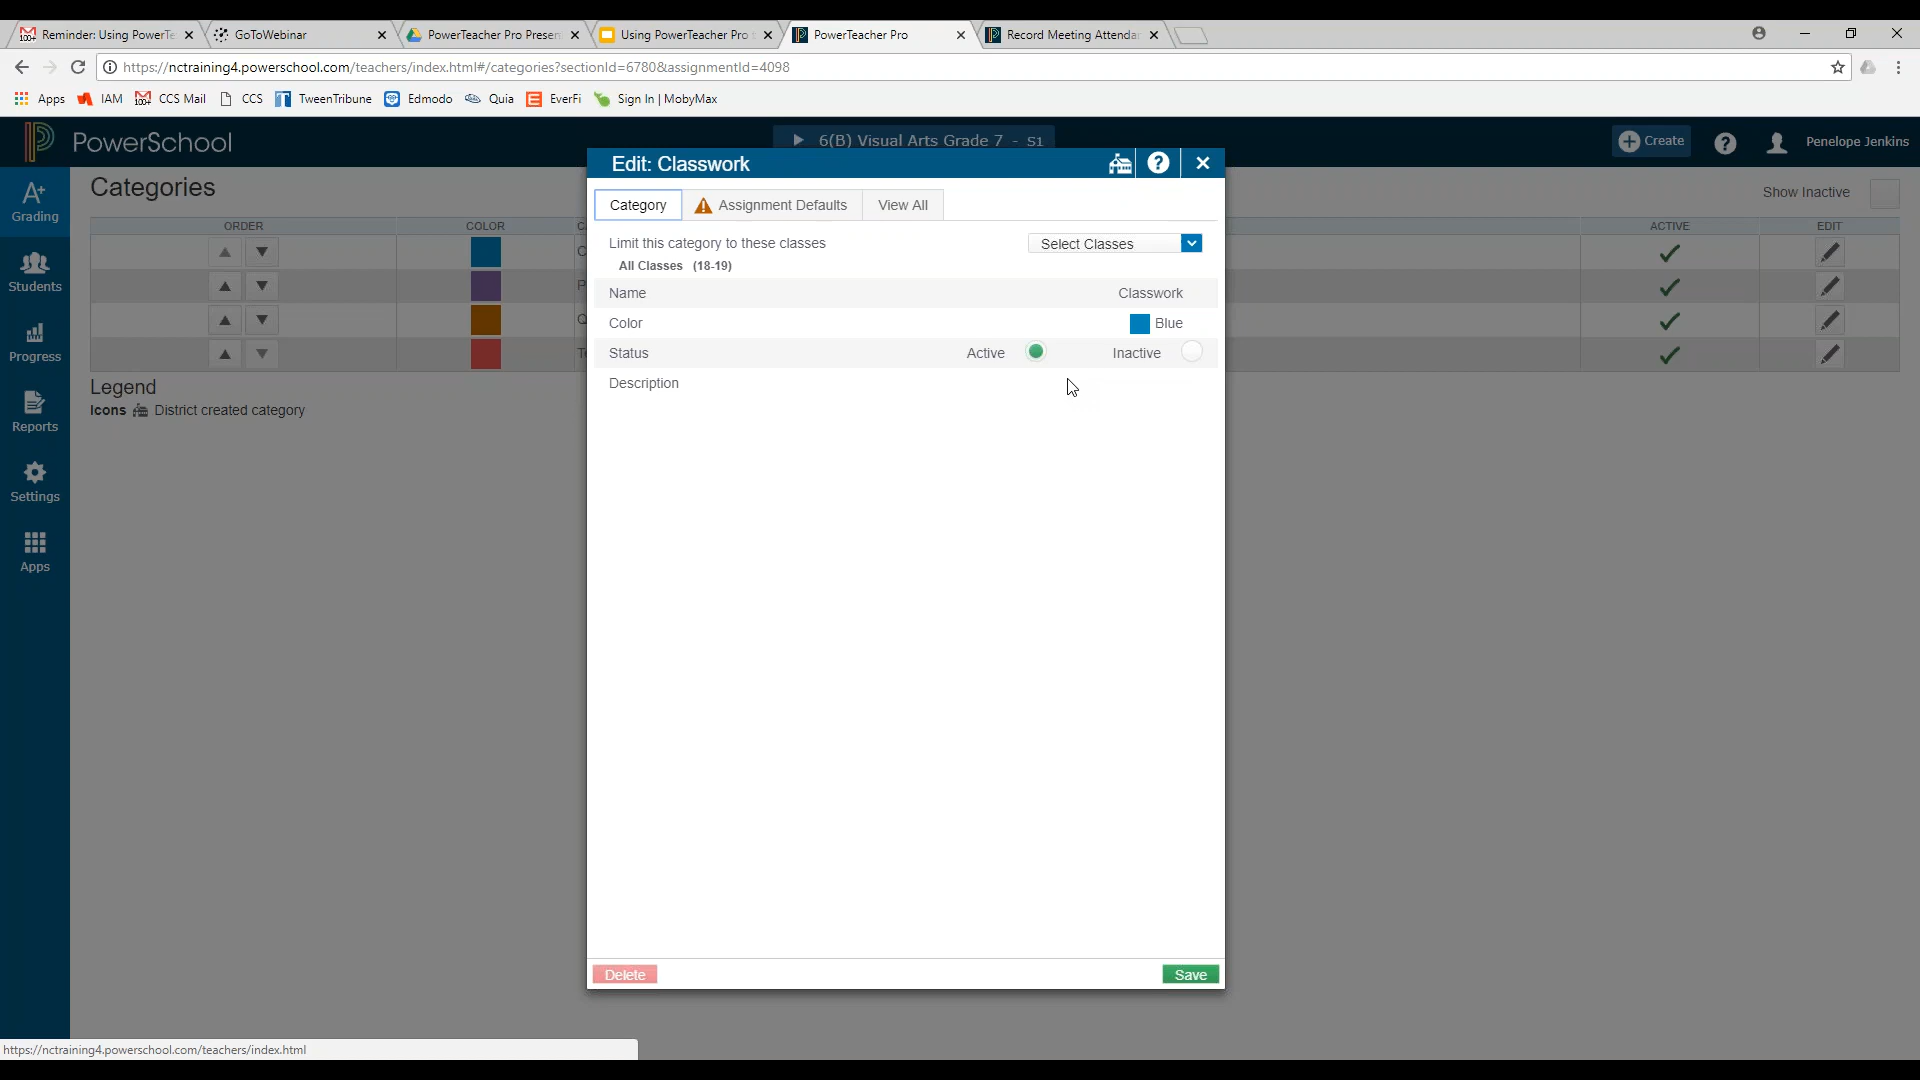 Reminder: Using PowerTe
GoToWebinar
PowerTeacher Pro Presen
Using PowerTeacher Pro
PowerTeacher Pro
Record Meeting Attendan
https://nctraining4.powerschool.com/teachers/index.html#/categories?sectionId=6780&assignmentId=4098
Apps IAM CCS Mail CCS TweenTribune Edmodo Quia EverFi Sign In | MobyMax
PowerSchool
6(B) Visual Arts Grade 7 - S1
Create
Penelope Jenkins
Grading
Students
Progress
Reports
Settings
Apps
Categories
Show Inactive
ORDER COLOR ACTIVE EDIT
Legend
Icons District created category
Edit: Classwork
Category Assignment Defaults View All
Limit this category to these classes Select Classes
All Classes (18-19)
Name Classwork
Color Blue
Status Active Inactive
Description
Delete Save
https://nctraining4.powerschool.com/teachers/index.html